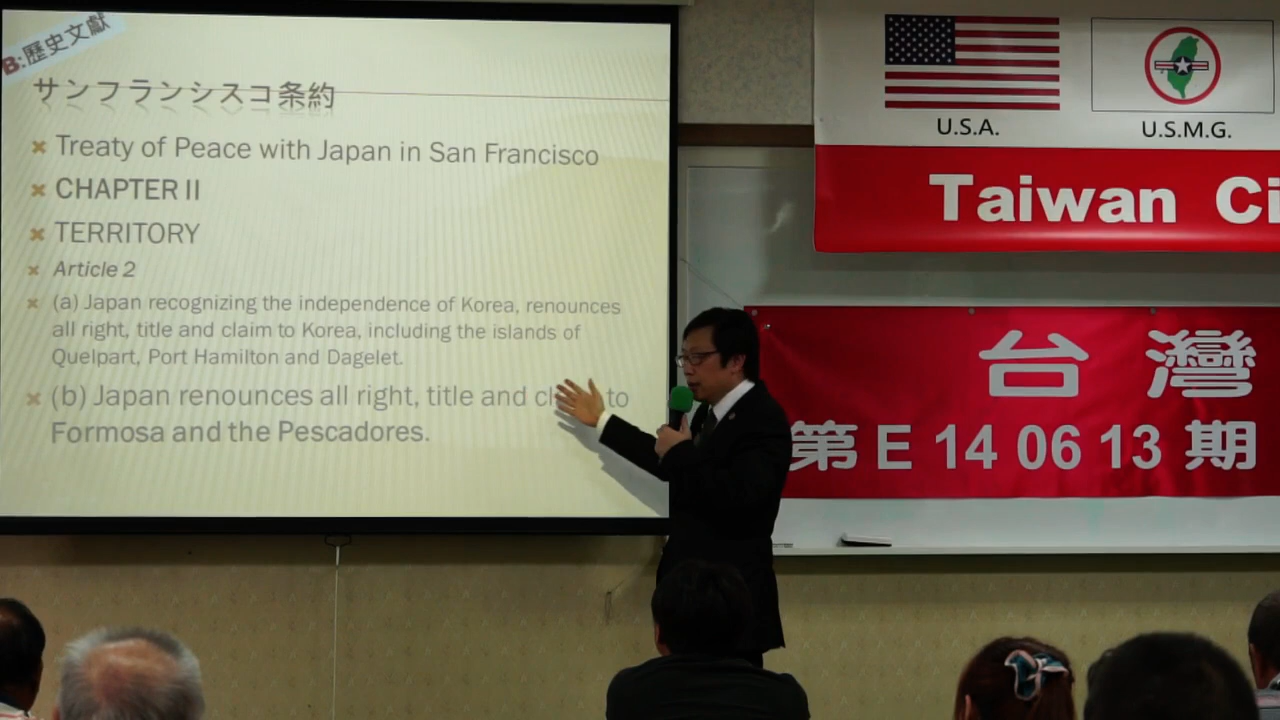 B:歷史文獻
サンフランシスコ条約
Treaty of Peace with Japan in San Francisco
CHAPTER II
TERRITORY
Article 2
(a) Japan recognizing the independence of Korea, renounces
all right, title and claim to Korea, including the islands of
Quelpart, Port Hamilton and Dagelet.
(b) Japan renounces all right, title and to
Formosa and the Pescadores.
U.S.A.
U.S.M.G.
Taiwan Ci
台灣
第 E 14 06 13 期